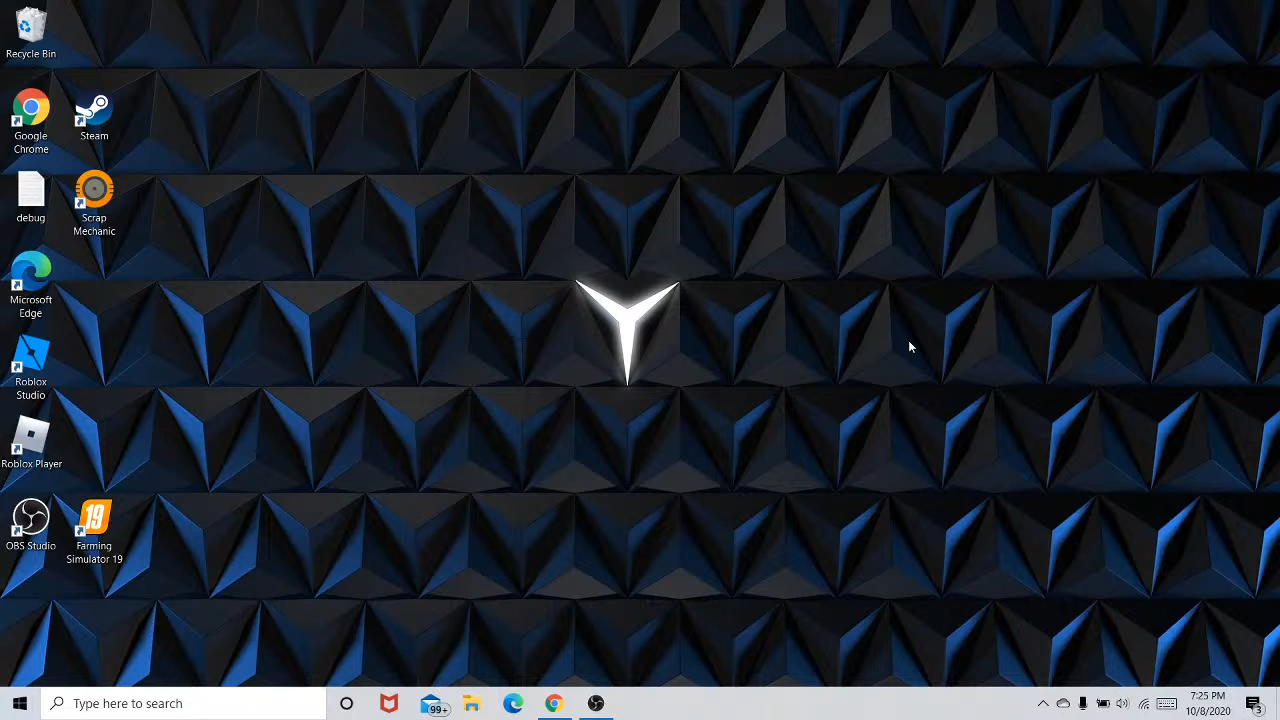 Recycle Bin
Google
Chrome
Steam
debug
Scrap
Mechanic
Microsoft
Edge
Roblox
Studio
Roblox Player
OBS Studio
19
Farming
Simulator 19
Type here to search
99+
7:25 PM
10/8/2020
3